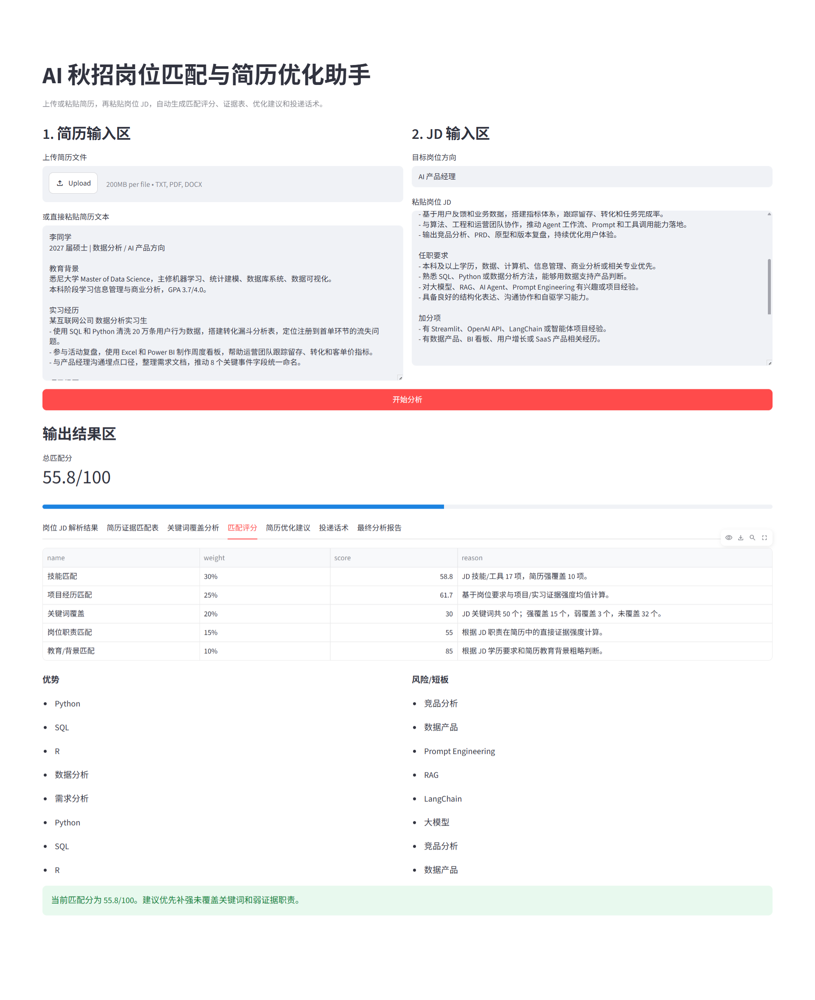 AI 秋招岗位匹配与简历优化助手
上传或粘贴简历，再粘贴岗位 JD，自动生成匹配评分、证据表、优化建议和投递话术。
1. 简历输入区
上传简历文件
Upload
200MB per file • TXT, PDF, DOCX
或直接粘贴简历文本
李同学
2027 届硕士 | 数据分析 / AI 产品方向
教育背景
悉尼大学 Master of Data Science，主修机器学习、统计建模、数据库系统、数据可视化。
本科阶段学习信息管理与商业分析，GPA 3.7/4.0。
实习经历
某互联网公司 数据分析实习生
- 使用 SQL 和 Python 清洗 20 万条用户行为数据，搭建转化漏斗分析表，定位注册到首单环节的流失问
题。
- 参与活动复盘，使用 Excel 和 Power BI 制作周度看板，帮助运营团队跟踪留存、转化和客单价指标。
- 与产品经理沟通埋点口径，整理需求文档，推动 8 个关键事件字段统一命名。
2. JD 输入区
目标岗位方向
AI 产品经理
粘贴岗位 JD
- 基于用户反馈和业务数据，搭建指标体系，跟踪留存、转化和任务完成率。
- 与算法、工程和运营团队协作，推动 Agent 工作流、Prompt 和工具调用能力落地。
- 输出竞品分析、PRD、原型和版本复盘，持续优化用户体验。
任职要求
- 本科及以上学历，数据、计算机、信息管理、商业分析或相关专业优先。
- 熟悉 SQL、Python 或数据分析方法，能够用数据支持产品判断。
- 对大模型、RAG、AI Agent、Prompt Engineering 有兴趣或项目经验。
- 具备良好的结构化表达、沟通协作和自驱学习能力。
加分项
- 有 Streamlit、OpenAI API、LangChain 或智能体项目经验。
- 有数据产品、BI 看板、用户增长或 SaaS 产品相关经历。
开始分析
输出结果区
总匹配分
55.8/100
岗位 JD 解析结果 简历证据匹配表 关键词覆盖分析 匹配评分 简历优化建议 投递话术 最终分析报告
name weight score reason
技能匹配 30% 58.8 JD 技能/工具 17 项，简历强覆盖 10 项。
项目经历匹配 25% 61.7 基于岗位要求与项目/实习证据强度均值计算。
关键词覆盖 20% 30 JD 关键词共 50 个；强覆盖 15 个，弱覆盖 3 个，未覆盖 32 个。
岗位职责匹配 15% 55 根据 JD 职责在简历中的直接证据强度计算。
教育/背景匹配 10% 85 根据 JD 学历要求和简历教育背景粗略判断。
优势
• Python
• SQL
• R
• 数据分析
• 需求分析
• Python
• SQL
• R
风险/短板
• 竞品分析
• 数据产品
• Prompt Engineering
• RAG
• LangChain
• 大模型
• 竞品分析
• 数据产品
当前匹配分为 55.8/100。建议优先补强未覆盖关键词和弱证据职责。